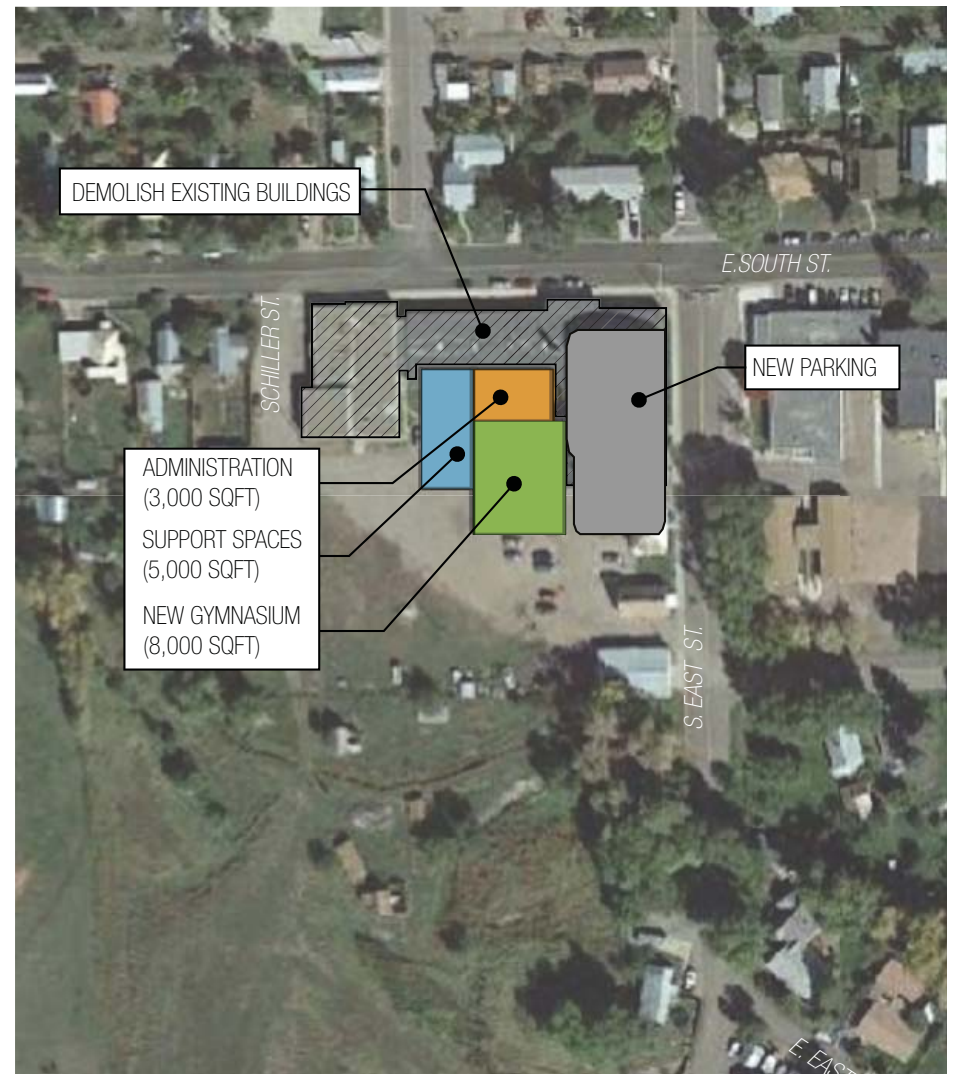 DEMOLISH EXISTING BUILDINGS
E.SOUTH ST.
SCHILLER ST.
NEW PARKING
ADMINISTRATION
(3,000 SQFT)
SUPPORT SPACES
(5,000 SQFT)
NEW GYMNASIUM
(8,000 SQFT)
S. EAST ST.
E. EAST